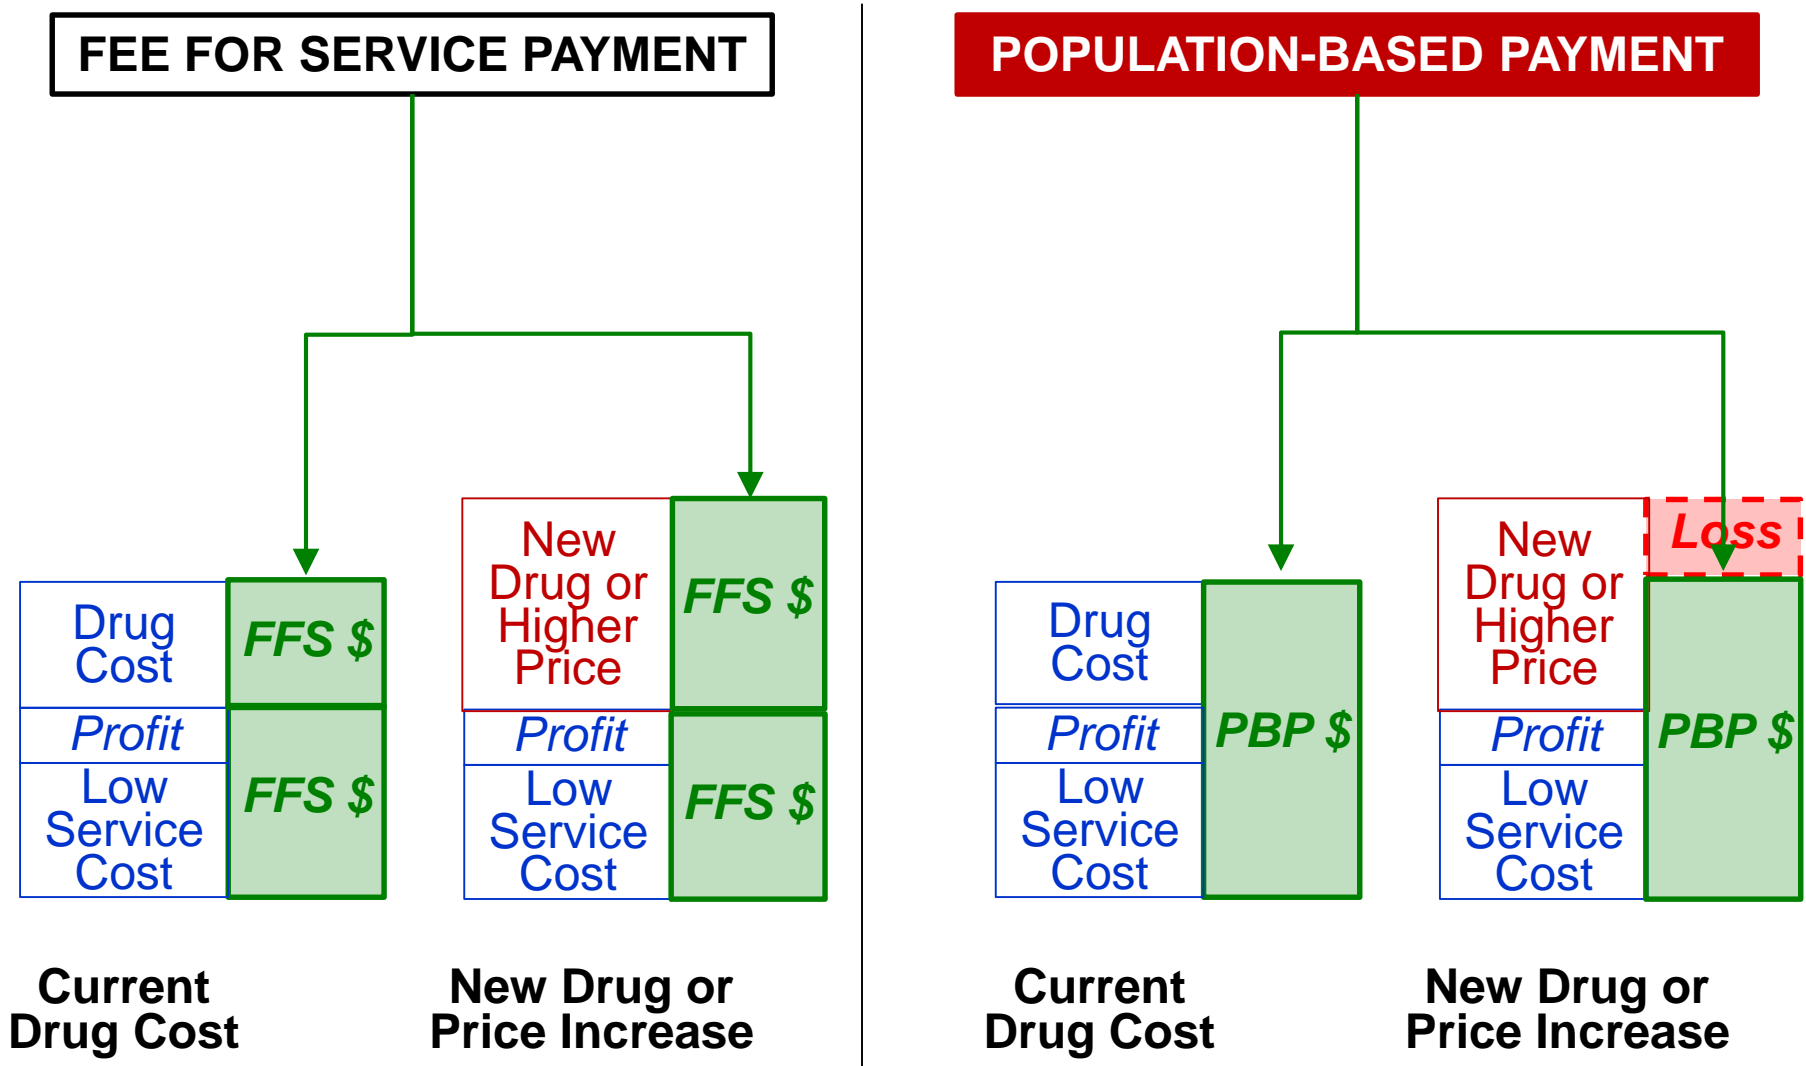 FEE FOR SERVICE PAYMENT
Drug
Cost
FFS $
Profit
Low
Service
Cost
FFS $
Current
Drug Cost
New
Drug or
Higher
Price
FFS $
Profit
Low
Service
Cost
FFS $
New Drug or
Price Increase
POPULATION-BASED PAYMENT
Drug
Cost
Profit
Low
Service
Cost
PBP $
Current
Drug Cost
New
Drug or
Higher
Price
Loss
Profit
Low
Service
Cost
PBP $
New Drug or
Price Increase